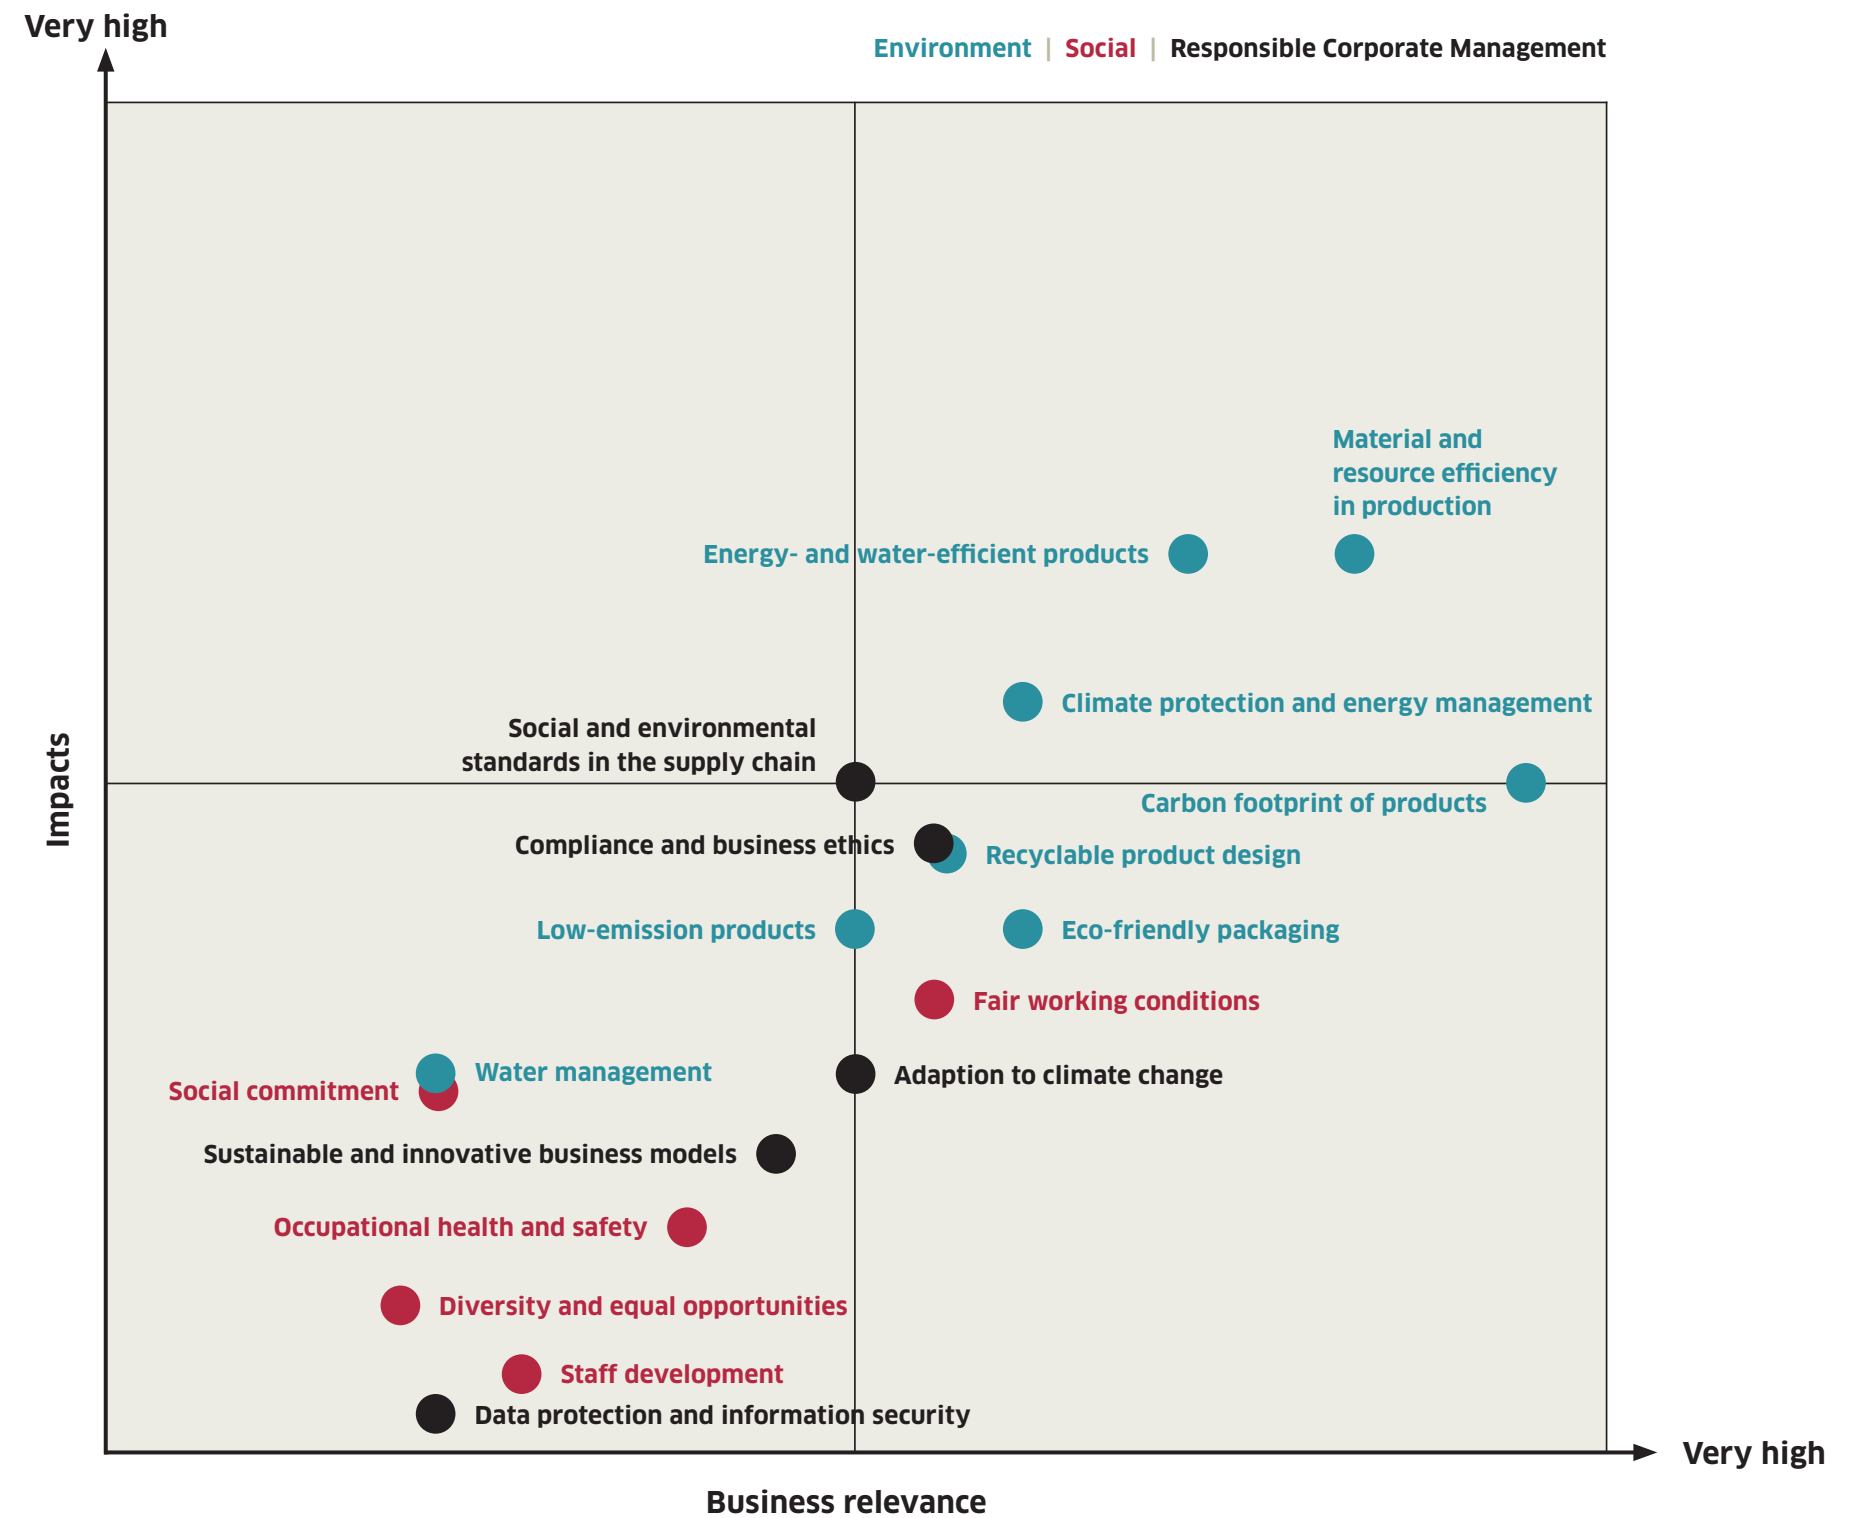 Very high
Environment | Social | Responsible Corporate Management
Material and
resource efficiency
in production
Energy- and water-efficient products
Climate protection and energy management
Social and environmental
standards in the supply chain
Carbon footprint of products
Impacts
Compliance and business ethics
Recyclable product design
Low-emission products
Eco-friendly packaging
Fair working conditions
Water management
Adaption to climate change
Social commitment
Sustainable and innovative business models
Occupational health and safety
Diversity and equal opportunities
Staff development
Data protection and information security
Very high
Business relevance